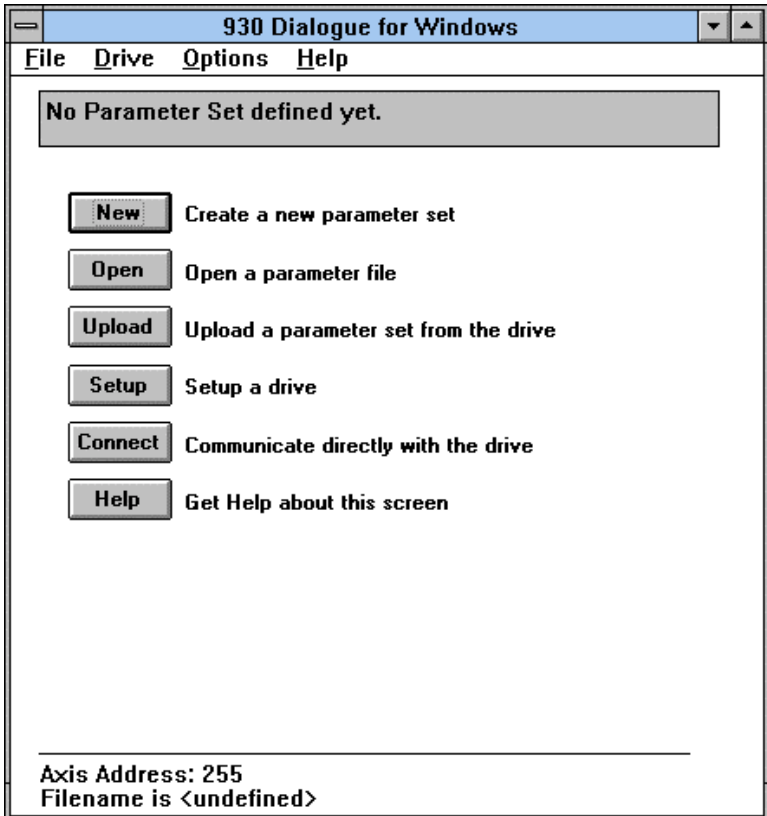 930 Dialogue for Windows
File Drive Options Help
No Parameter Set defined yet.
New Create a new parameter set
Open Open a parameter file
Upload Upload a parameter set from the drive
Setup Setup a drive
Connect Communicate directly with the drive
Help Get Help about this screen
Axis Address: 255
Filename is <undefined>